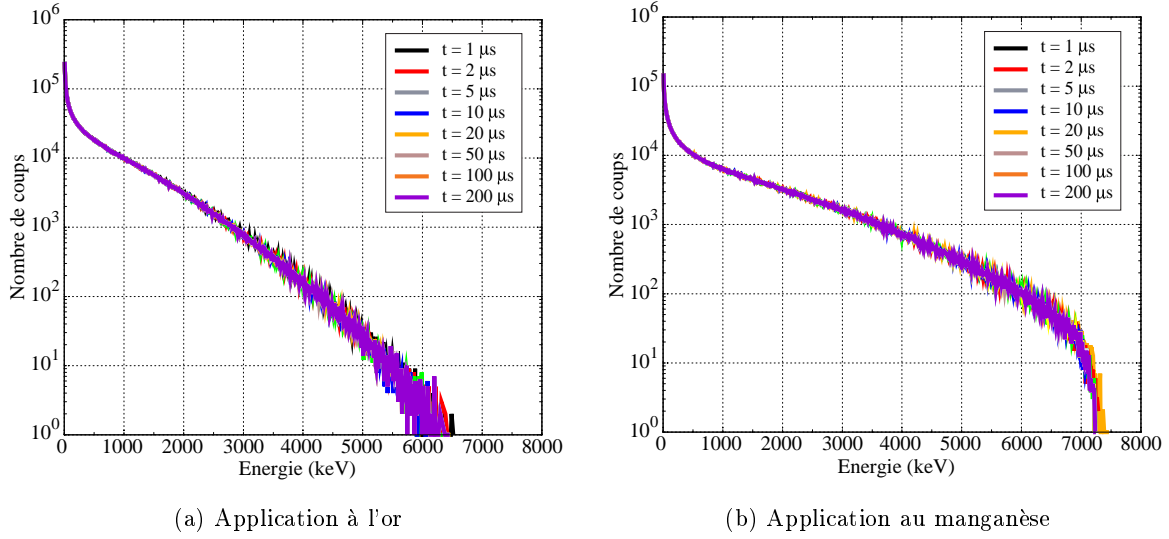 10^6
10^5
10^4
10^3
10^2
10^1
10^0
Nombre de coups
t = 1 µs
t = 2 µs
t = 5 µs
t = 10 µs
t = 20 µs
t = 50 µs
t = 100 µs
t = 200 µs
0 1000 2000 3000 4000 5000 6000 7000 8000
Energie (keV)
(a) Application à l'or
10^6
10^5
10^4
10^3
10^2
10^1
10^0
Nombre de coups
t = 1 µs
t = 2 µs
t = 5 µs
t = 10 µs
t = 20 µs
t = 50 µs
t = 100 µs
t = 200 µs
0 1000 2000 3000 4000 5000 6000 7000 8000
Energie (keV)
(b) Application au manganèse